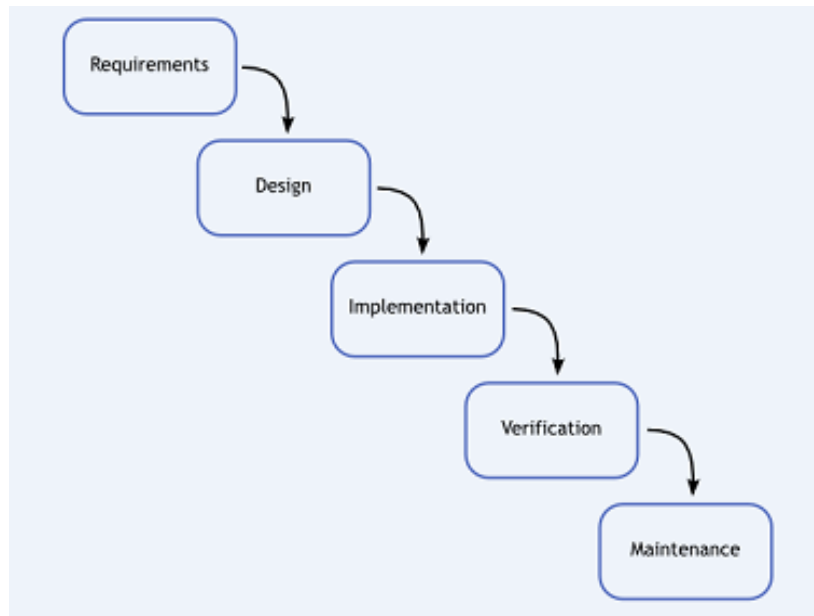 Requirements
Design
Implementation
Verification
Maintenance